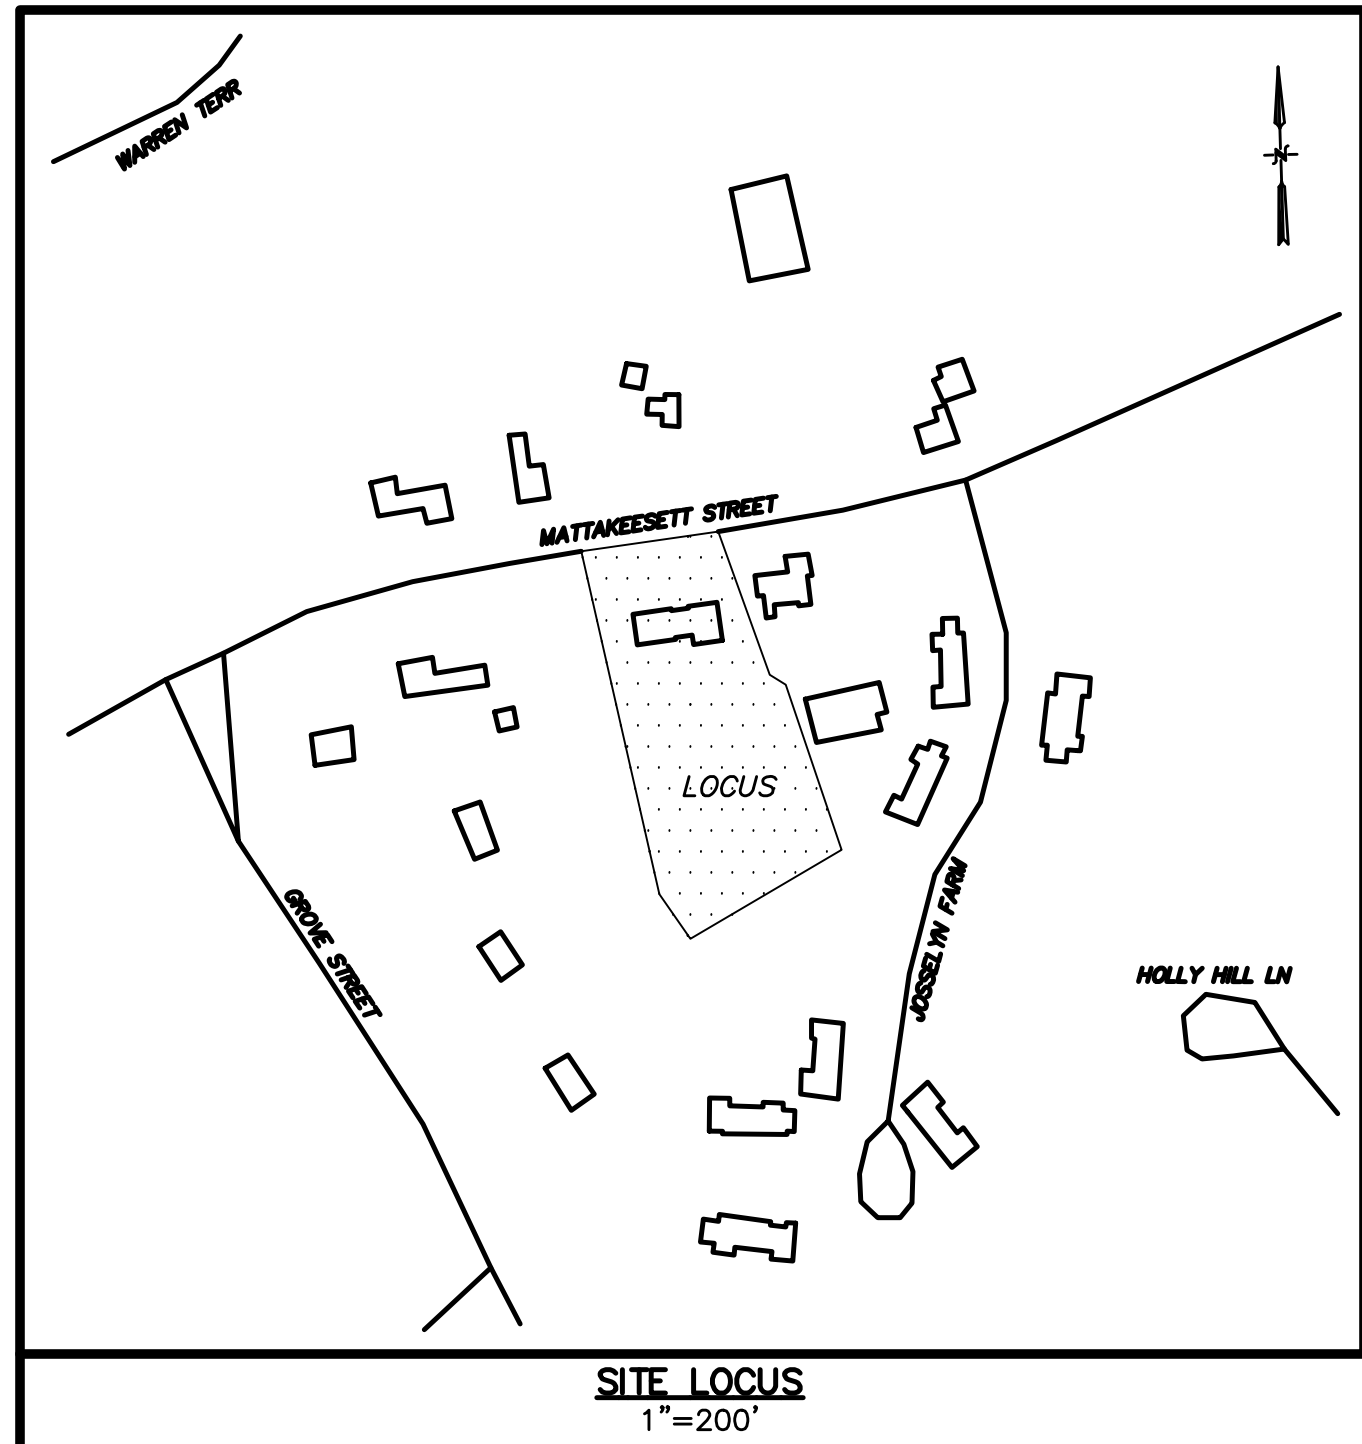 WARREN TERR
N
MATTAKEESETT STREET
LOCUS
GROVE STREET
JOSSELYN FARM
HOLLY HILL LN
SITE LOCUS
1"=200'